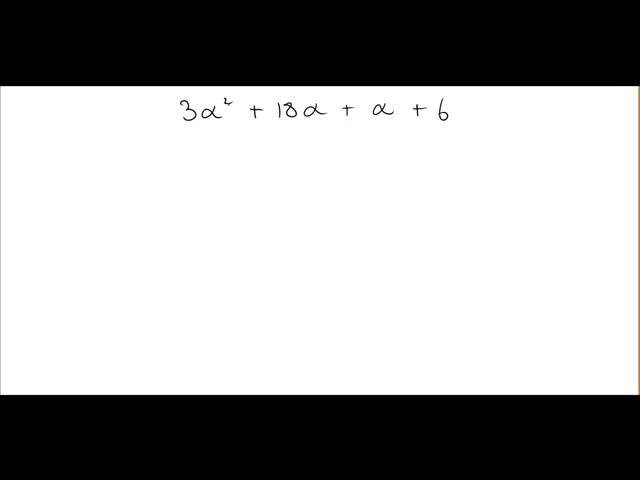 3α² + 18α + α + 6